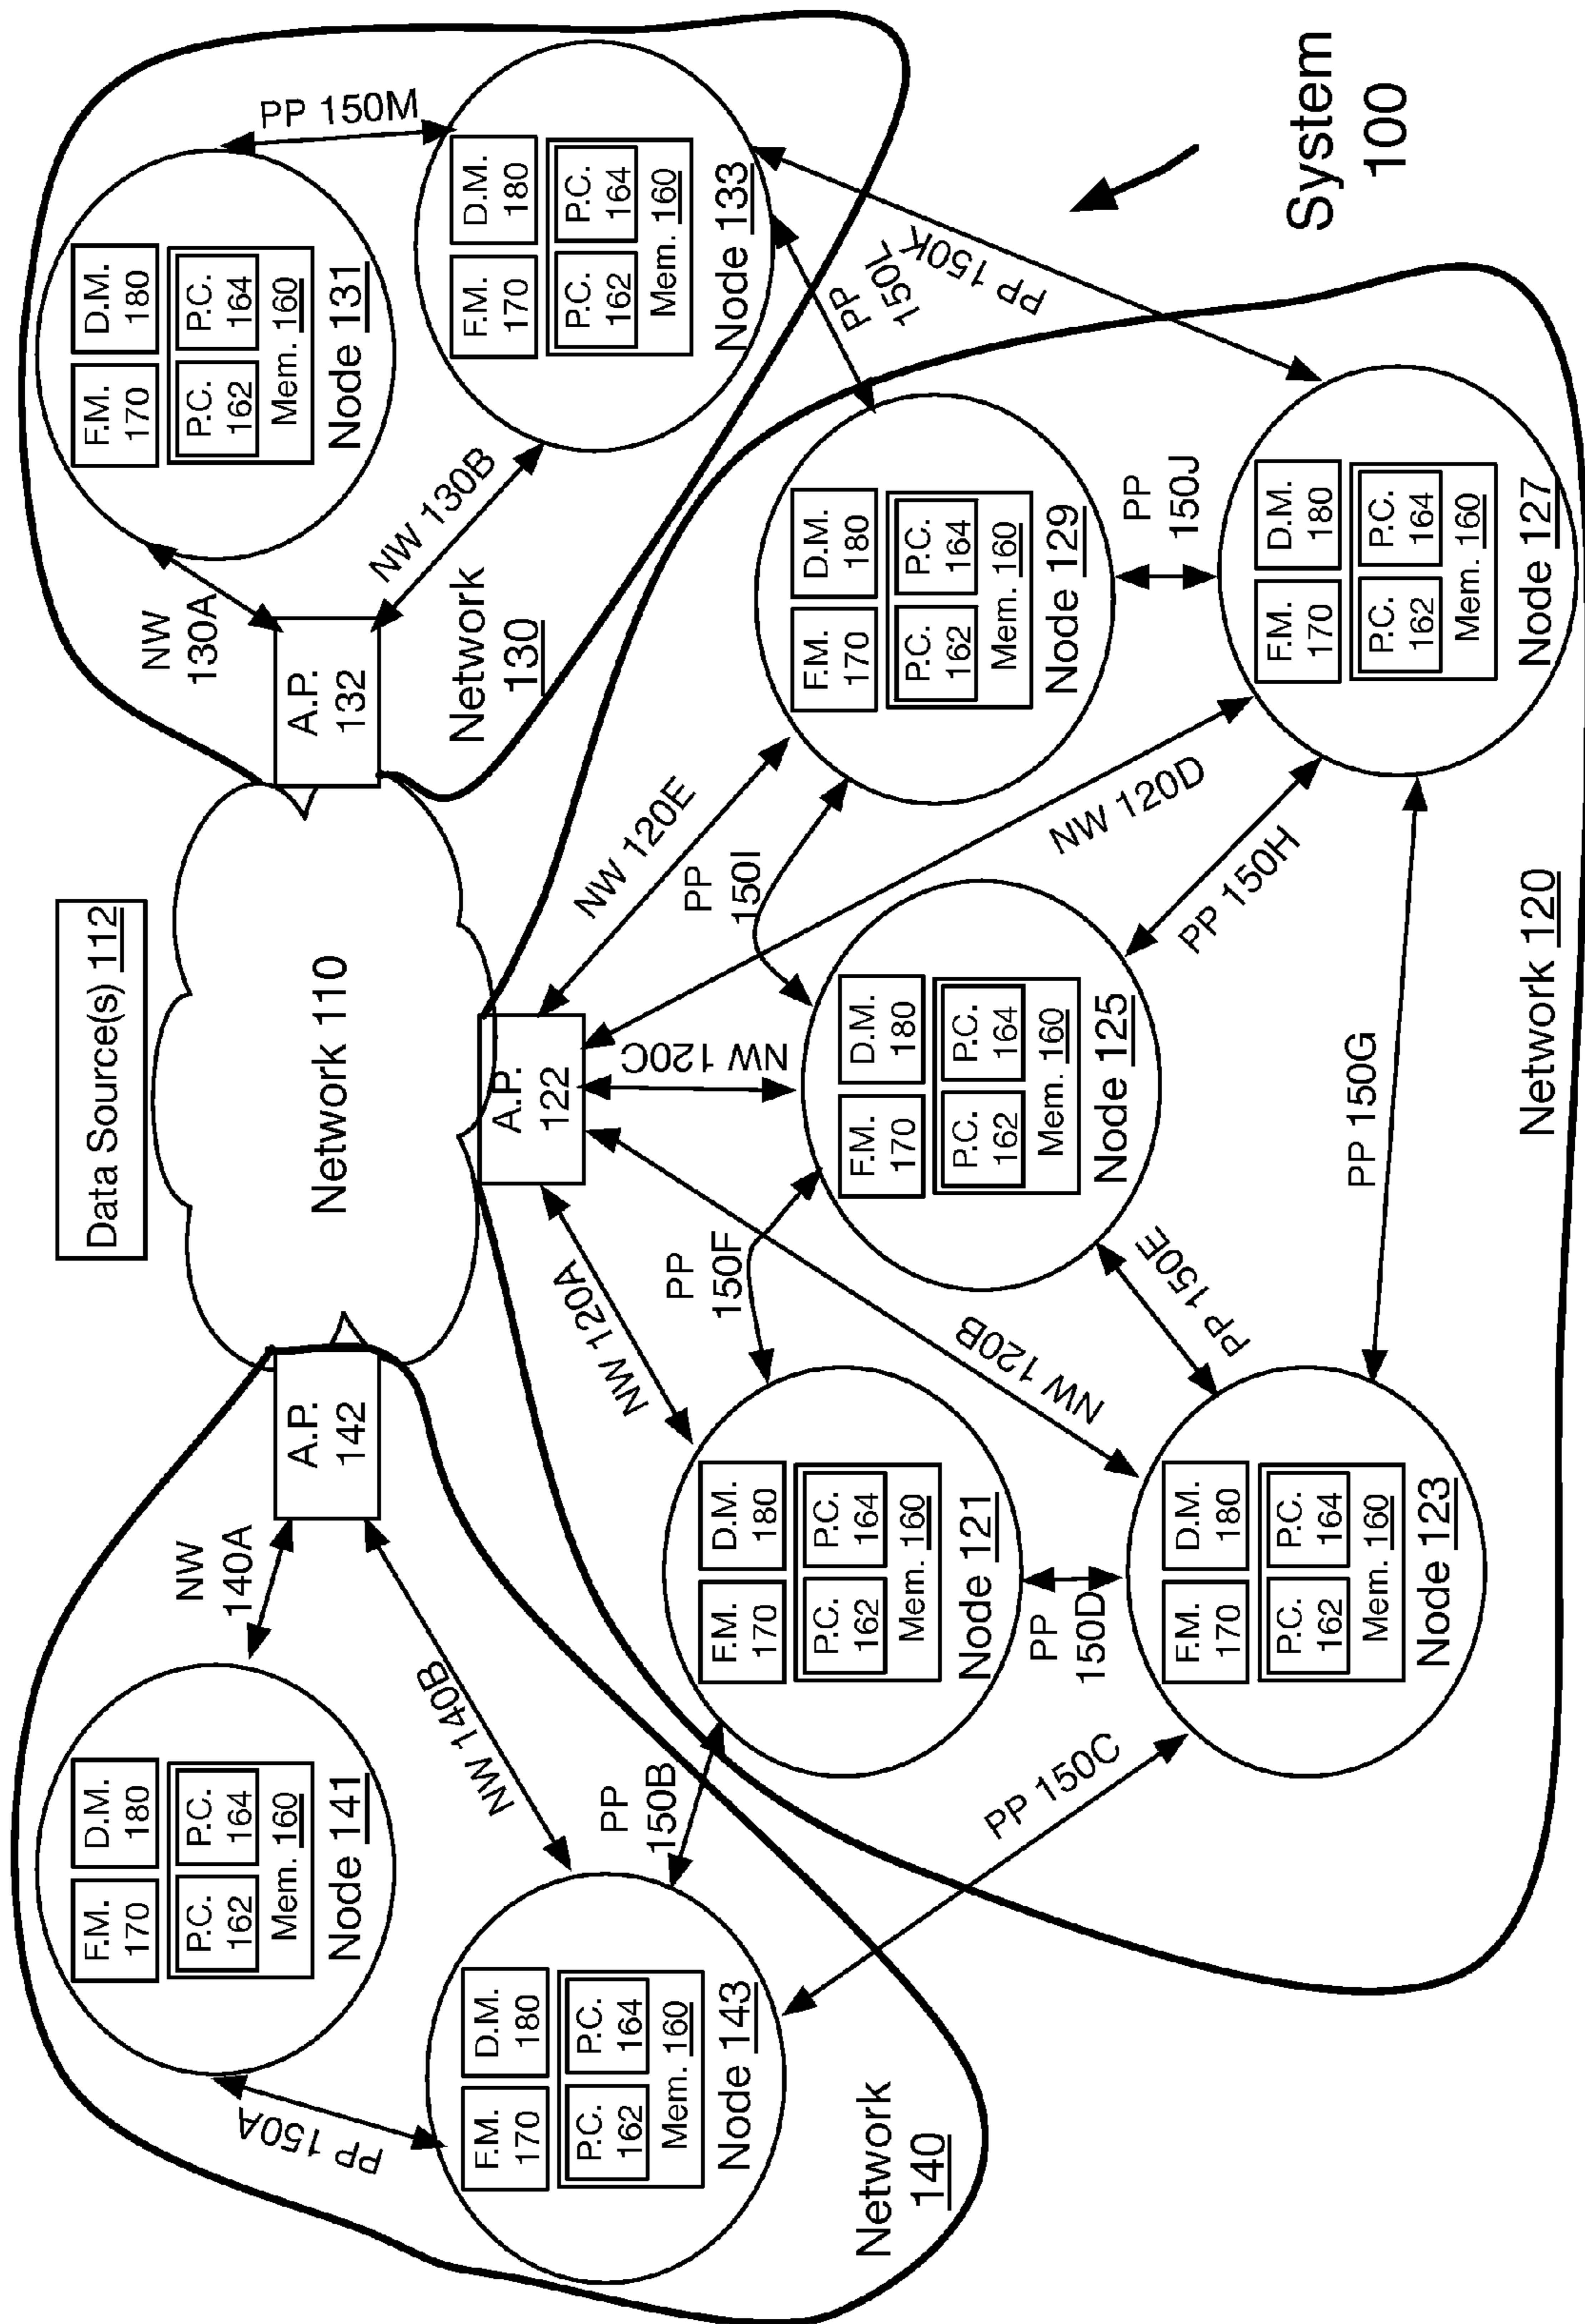 Data Source(s) 112
Network 110
A.P.
142
A.P.
122
A.P.
132
NW
140A
NW 140B
F.M.
170
D.M.
180
P.C.
162
P.C.
164
Mem. 160
Node 141
PP 150A
F.M.
170
D.M.
180
P.C.
162
P.C.
164
Mem. 160
Node 143
Network
140
PP
150B
PP 150C
NW 120A
NW 120B
NW 120C
NW 120D
NW 120E
F.M.
170
D.M.
180
P.C.
162
P.C.
164
Mem. 160
Node 121
PP
150D
F.M.
170
D.M.
180
P.C.
162
P.C.
164
Mem. 160
Node 123
PP 150E
PP
150F
F.M.
170
D.M.
180
P.C.
162
P.C.
164
Mem. 160
Node 125
PP 150G
PP 150H
PP
150I
F.M.
170
D.M.
180
P.C.
162
P.C.
164
Mem. 160
Node 129
PP
150J
F.M.
170
D.M.
180
P.C.
162
P.C.
164
Mem. 160
Node 127
Network 120
PP 150K
PP
150L
NW
130A
NW 130B
Network
130
F.M.
170
D.M.
180
P.C.
162
P.C.
164
Mem. 160
Node 131
PP 150M
F.M.
170
D.M.
180
P.C.
162
P.C.
164
Mem. 160
Node 133
System
100